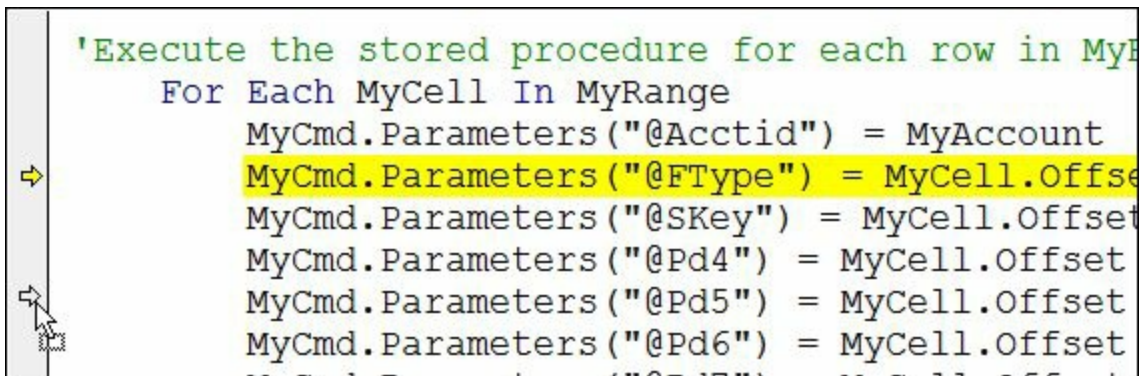 'Execute the stored procedure for each row in
For Each MyCell In MyRange
MyCmd.Parameters("@Acctid") = MyAccount
MyCmd.Parameters("@FType") = MyCell.Offse
MyCmd.Parameters("@SKey") = MyCell.Offset
MyCmd.Parameters("@Pd4") = MyCell.Offset
MyCmd.Parameters("@Pd5") = MyCell.Offset
MyCmd.Parameters("@Pd6") = MyCell.Offset